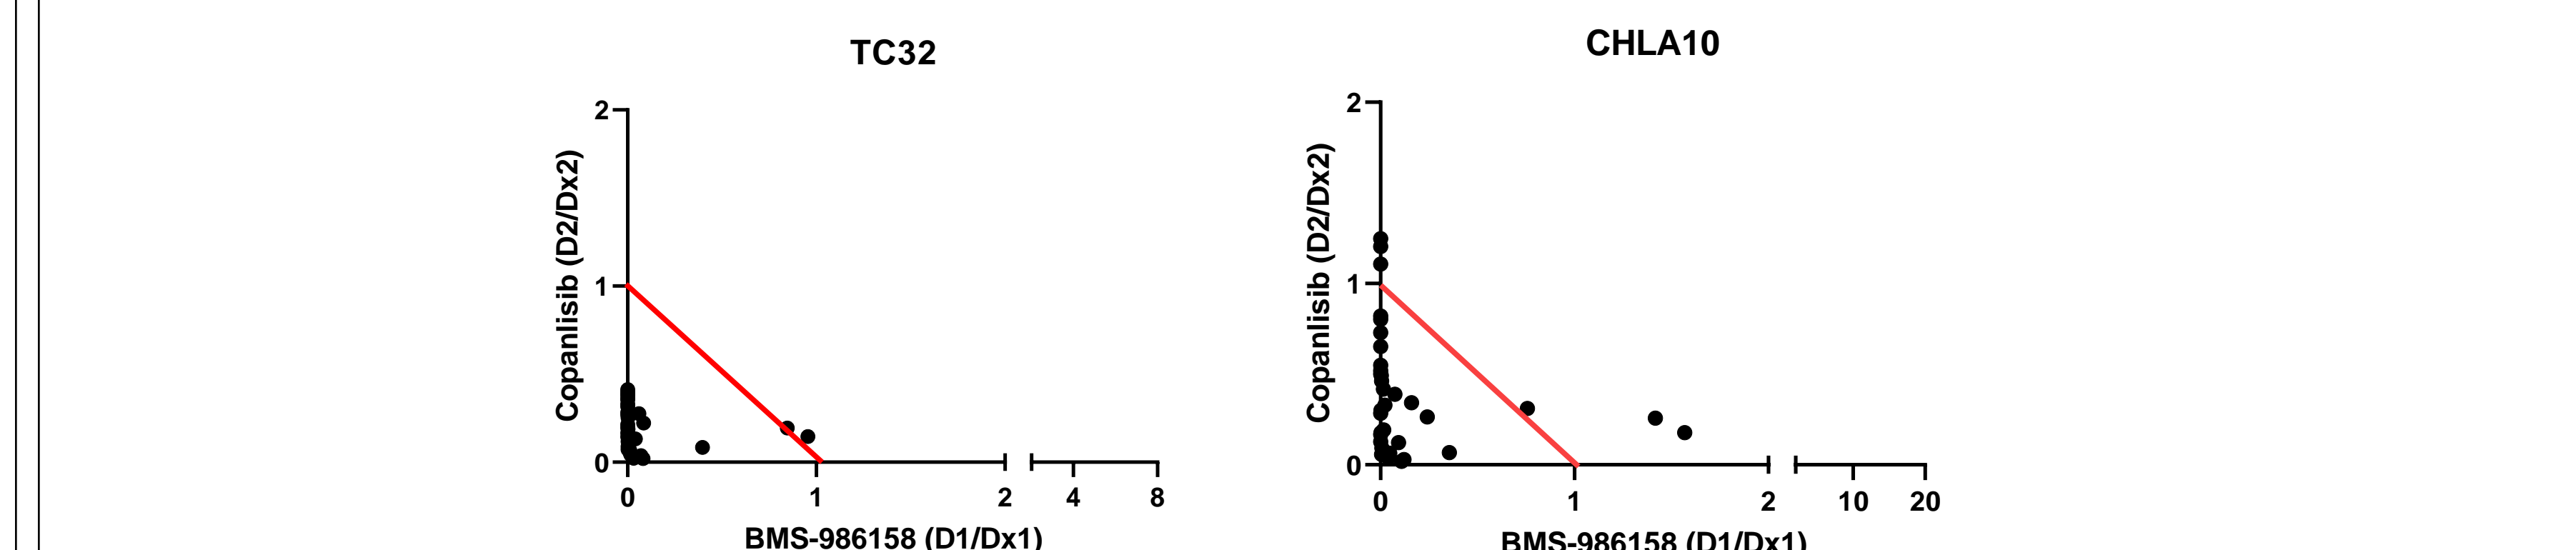 TC32
2
1
0
Copanlisib (D2/Dx2)
0 1 2 4 8
BMS-986158 (D1/Dx1)
CHLA10
2
1
0
Copanlisib (D2/Dx2)
0 1 2 10 20
BMS-986158 (D1/Dx1)